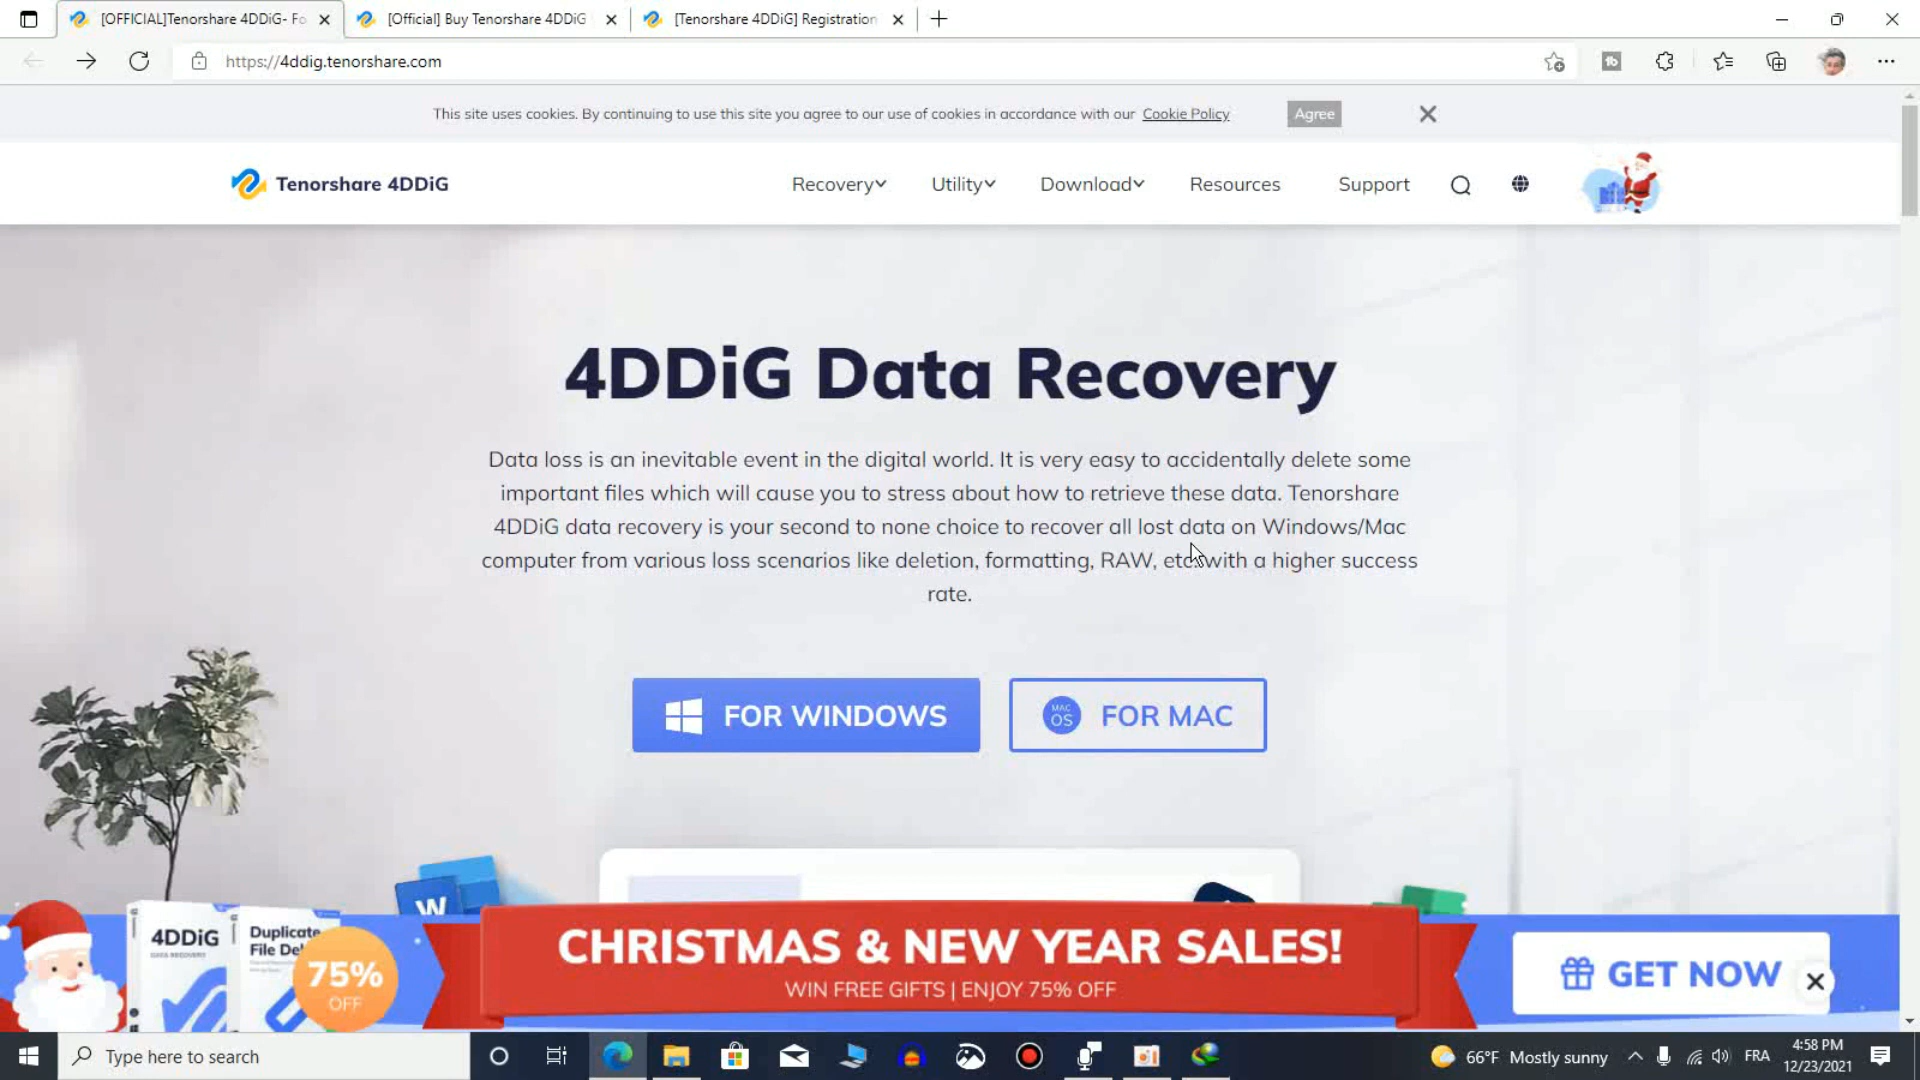 [OFFICIAL]Tenorshare 4DDiG- Fo
[Official] Buy Tenorshare 4DDiG
[Tenorshare 4DDiG] Registration
https://4ddig.tenorshare.com
This site uses cookies. By continuing to use this site you agree to our use of cookies in accordance with our Cookie Policy
Agree
Tenorshare 4DDiG
Recovery
Utility
Download
Resources
Support
4DDiG Data Recovery
Data loss is an inevitable event in the digital world. It is very easy to accidentally delete some
important files which will cause you to stress about how to retrieve these data. Tenorshare
4DDiG data recovery is your second to none choice to recover all lost data on Windows/Mac
computer from various loss scenarios like deletion, formatting, RAW, etc. with a higher success
rate.
FOR WINDOWS
MAC
OS
FOR MAC
W
4DDiG
DATA RECOVERY
Duplicate
File Del
75%
OFF
CHRISTMAS & NEW YEAR SALES!
WIN FREE GIFTS | ENJOY 75% OFF
GET NOW
Type here to search
66°F Mostly sunny
FRA
4:58 PM
12/23/2021